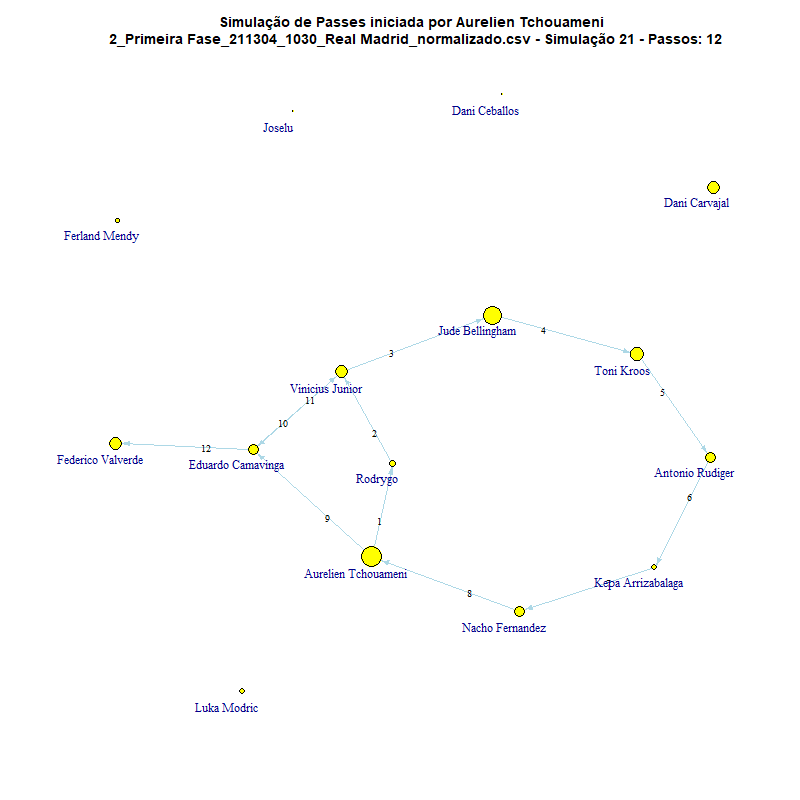 Simulação de Passes iniciada por Aurelien Tchouameni
2_Primeira Fase_211304_1030_Real Madrid_normalizado.csv - Simulação 21 - Passos: 12
Dani Ceballos
Joselu
Dani Carvajal
Ferland Mendy
Jude Bellingham
4
3
Toni Kroos
Vinicius Junior
5
11
10
2
12
Federico Valverde
Eduardo Camavinga
Antonio Rudiger
Rodrygo
6
9
1
Aurelien Tchouameni
Kepa Arrizabalaga
8
Nacho Fernandez
Luka Modric